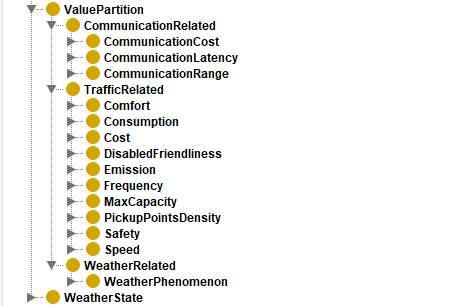 ValuePartition
CommunicationRelated
CommunicationCost
CommunicationLatency
CommunicationRange
TrafficRelated
Comfort
Consumption
Cost
DisabledFriendliness
Emission
Frequency
MaxCapacity
PickupPointsDensity
Safety
Speed
WeatherRelated
WeatherPhenomenon
WeatherState